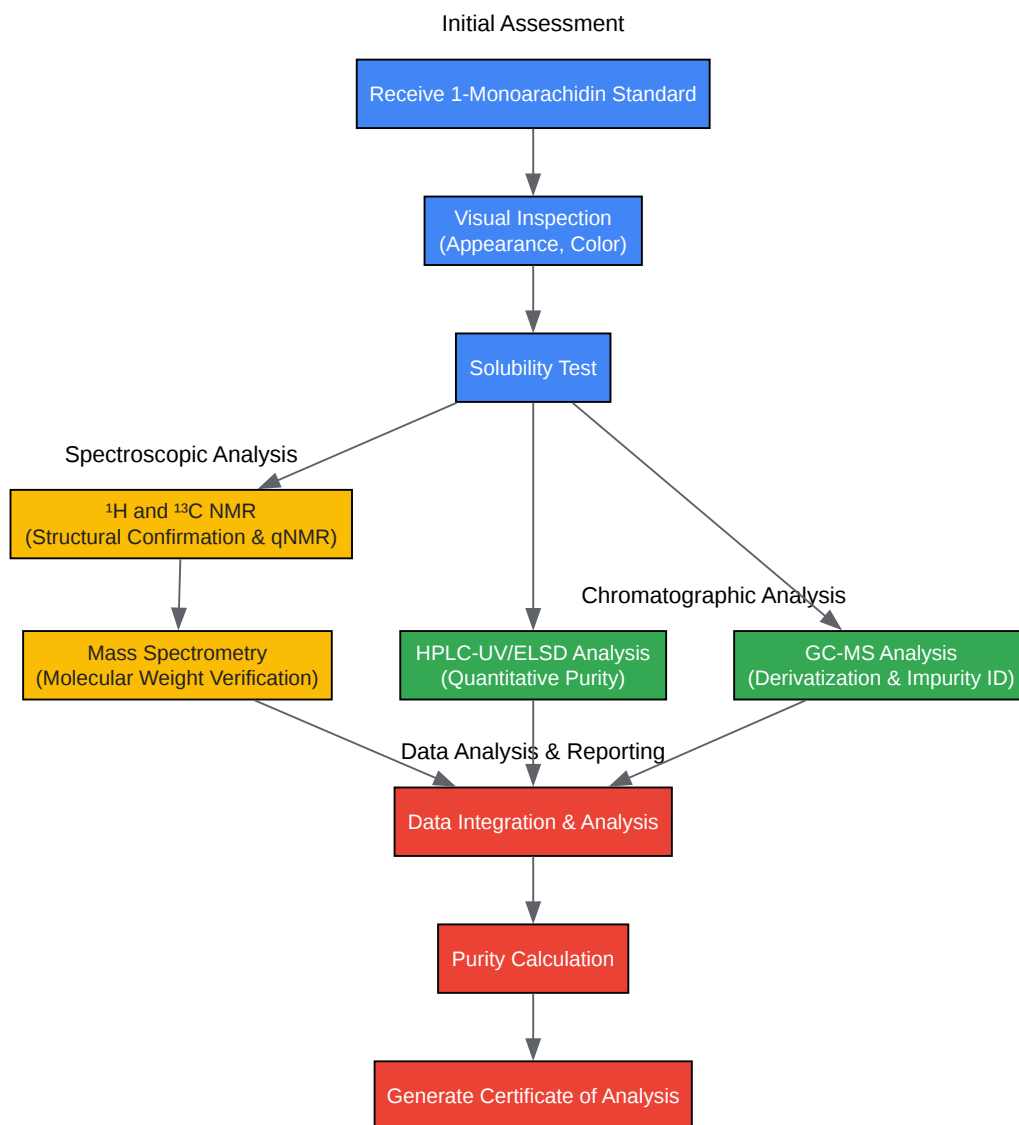 Initial Assessment
Receive 1-Monoarachidin Standard
Visual Inspection
(Appearance, Color)
Solubility Test
Spectroscopic Analysis
¹H and ¹³C NMR
(Structural Confirmation & qNMR)
Chromatographic Analysis
Mass Spectrometry
(Molecular Weight Verification)
HPLC-UV/ELSD Analysis
(Quantitative Purity)
GC-MS Analysis
(Derivatization & Impurity ID)
Data Analysis & Reporting
Data Integration & Analysis
Purity Calculation
Generate Certificate of Analysis